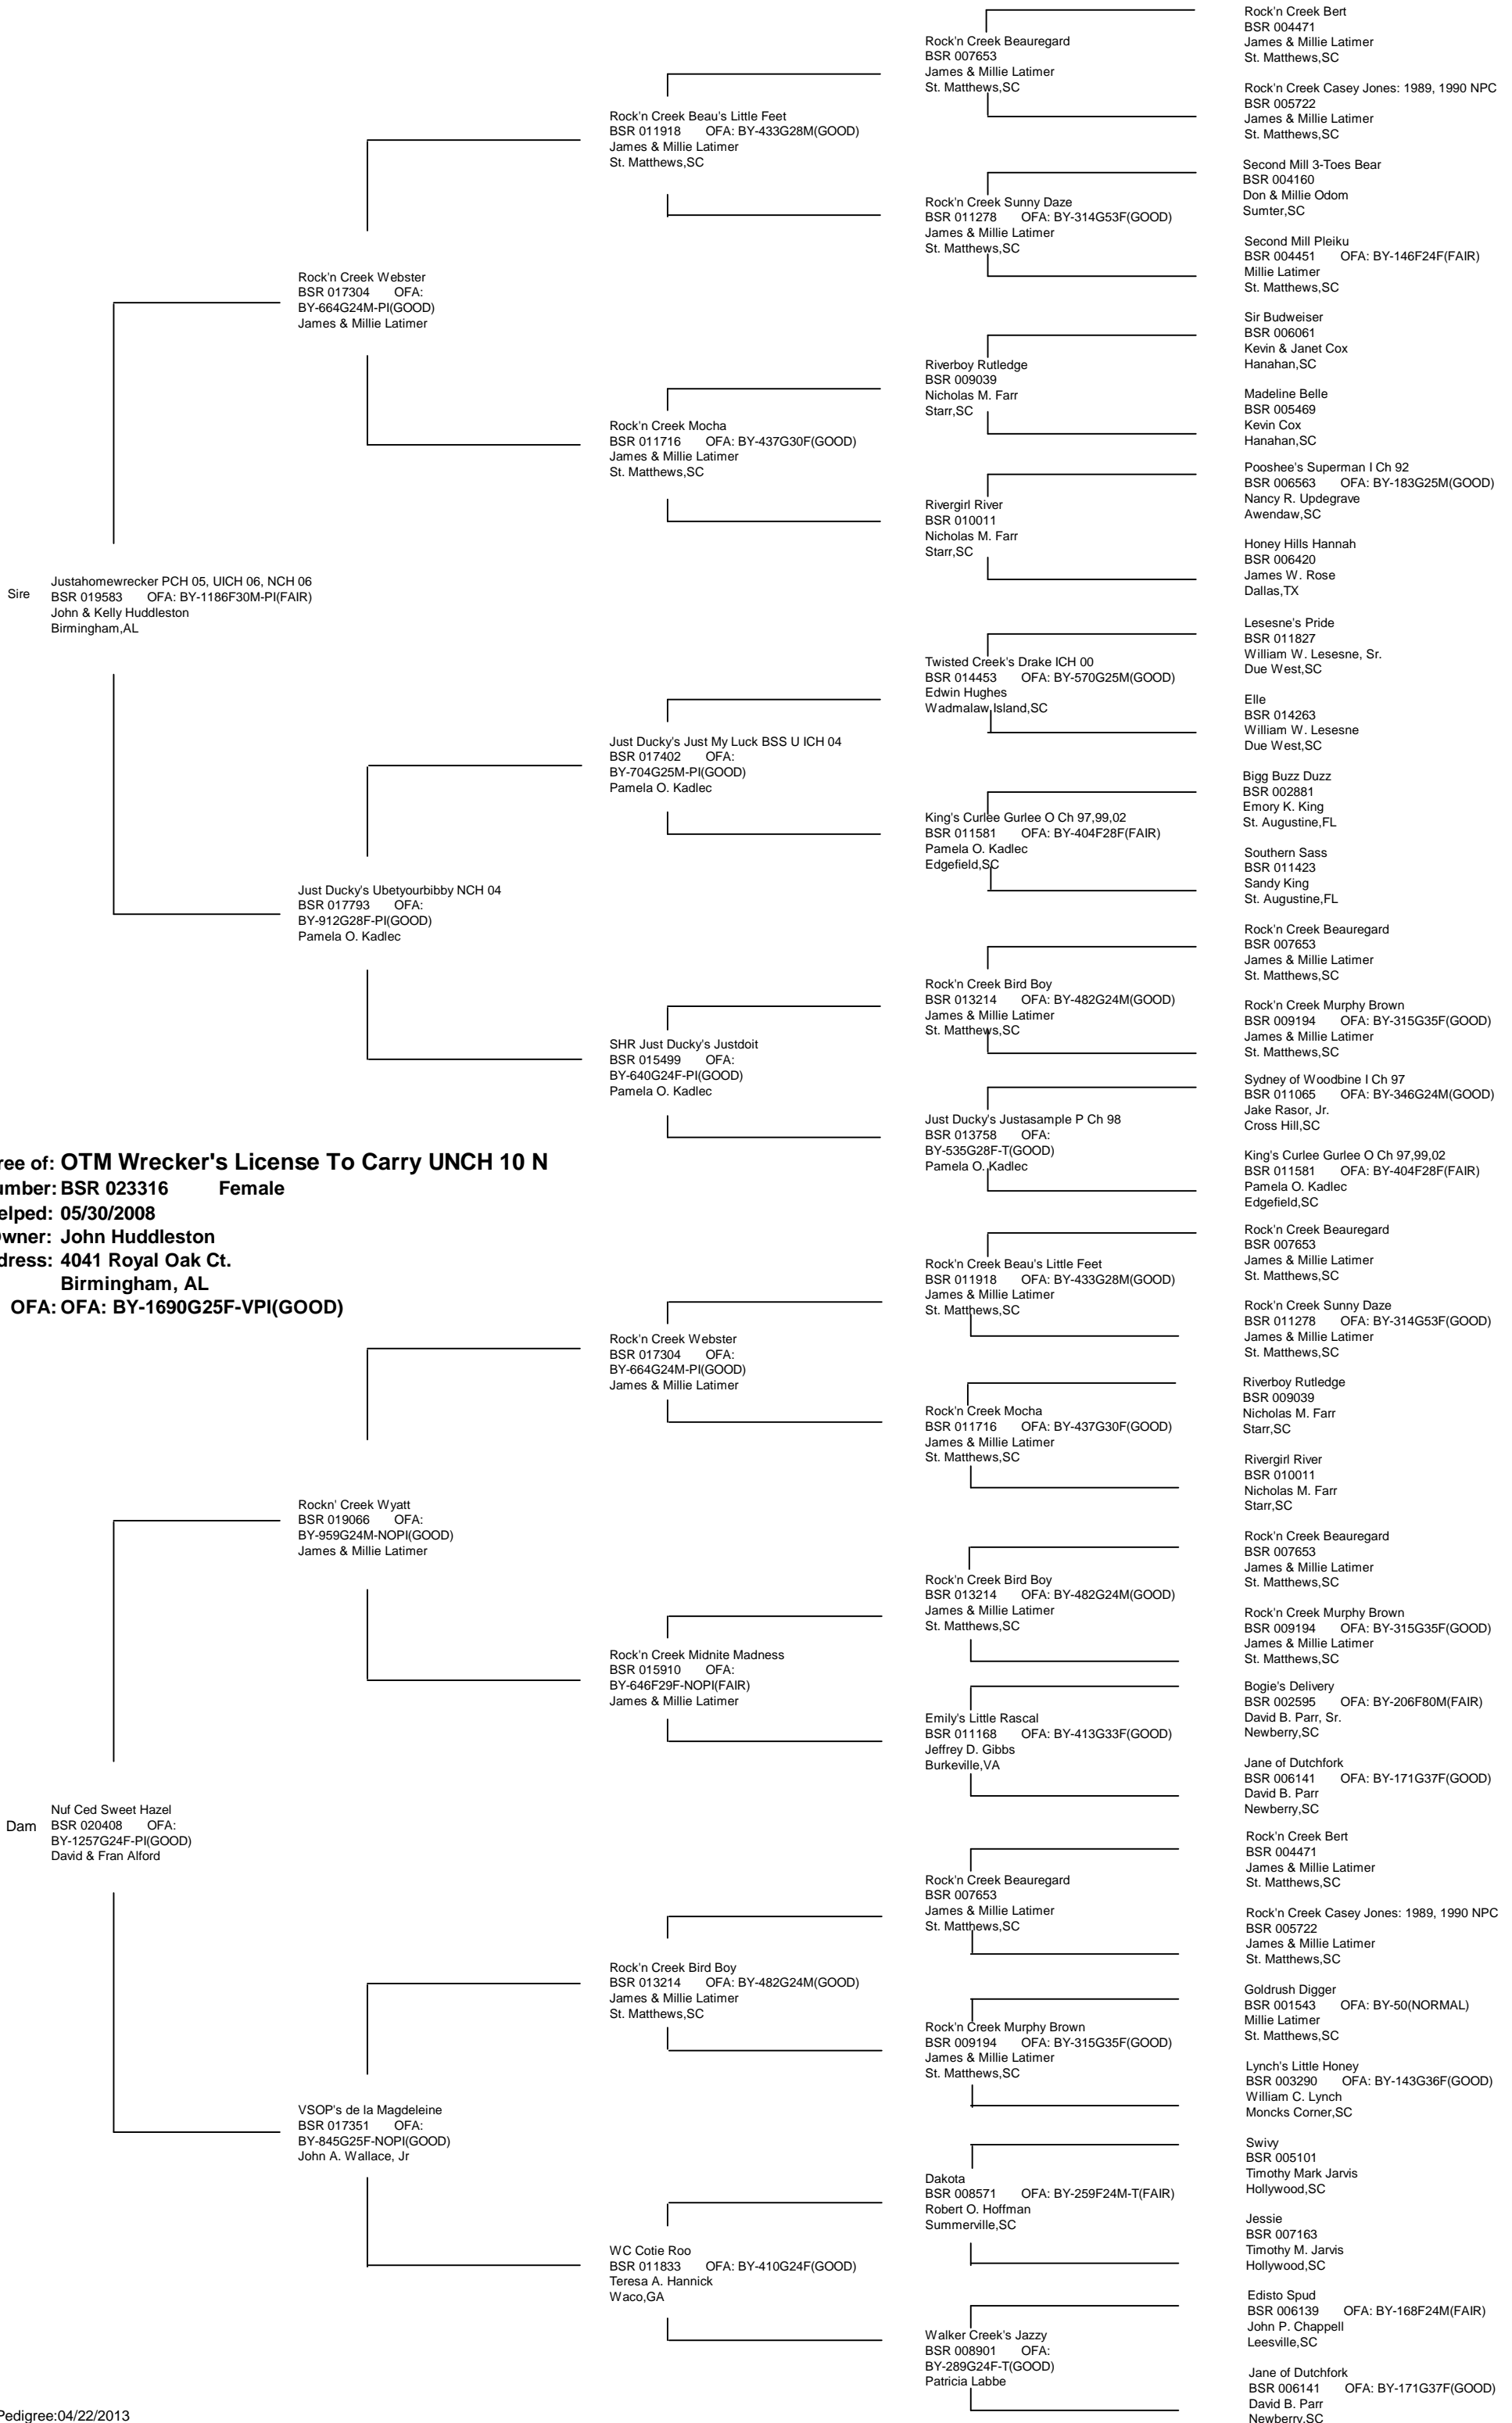 Sire
Justahomewrecker PCH 05, UICH 06, NCH 06
BSR 019583 OFA: BY-1186F30M-PI(FAIR)
John & Kelly Huddleston
Birmingham,AL
Rock'n Creek Webster
BSR 017304 OFA:
BY-664G24M-PI(GOOD)
James & Millie Latimer
Just Ducky's Ubetyourbibby NCH 04
BSR 017793 OFA:
BY-912G28F-PI(GOOD)
Pamela O. Kadlec
Rock'n Creek Beau's Little Feet
BSR 011918 OFA: BY-433G28M(GOOD)
James & Millie Latimer
St. Matthews,SC
Rock'n Creek Mocha
BSR 011716 OFA: BY-437G30F(GOOD)
James & Millie Latimer
St. Matthews,SC
Just Ducky's Just My Luck BSS U ICH 04
BSR 017402 OFA:
BY-704G25M-PI(GOOD)
Pamela O. Kadlec
SHR Just Ducky's Justdoit
BSR 015499 OFA:
BY-640G24F-PI(GOOD)
Pamela O. Kadlec
Rock'n Creek Beauregard
BSR 007653
James & Millie Latimer
St. Matthews,SC
Rock'n Creek Sunny Daze
BSR 011278 OFA: BY-314G53F(GOOD)
James & Millie Latimer
St. Matthews,SC
Riverboy Rutledge
BSR 009039
Nicholas M. Farr
Starr,SC
Rivergirl River
BSR 010011
Nicholas M. Farr
Starr,SC
Twisted Creek's Drake ICH 00
BSR 014453 OFA: BY-570G25M(GOOD)
Edwin Hughes
Wadmalaw Island,SC
King's Curlee Gurlee O Ch 97,99,02
BSR 011581 OFA: BY-404F28F(FAIR)
Pamela O. Kadlec
Edgefield,SC
Rock'n Creek Bird Boy
BSR 013214 OFA: BY-482G24M(GOOD)
James & Millie Latimer
St. Matthews,SC
Just Ducky's Justasample P Ch 98
BSR 013758 OFA:
BY-535G28F-T(GOOD)
Pamela O. Kadlec
Rock'n Creek Bert
BSR 004471
James & Millie Latimer
St. Matthews,SC
Rock'n Creek Casey Jones: 1989, 1990 NPC
BSR 005722
James & Millie Latimer
St. Matthews,SC
Second Mill 3-Toes Bear
BSR 004160
Don & Millie Odom
Sumter,SC
Second Mill Pleiku
BSR 004451 OFA: BY-146F24F(FAIR)
Millie Latimer
St. Matthews,SC
Sir Budweiser
BSR 006061
Kevin & Janet Cox
Hanahan,SC
Madeline Belle
BSR 005469
Kevin Cox
Hanahan,SC
Pooshee's Superman I Ch 92
BSR 006563 OFA: BY-183G25M(GOOD)
Nancy R. Updegrave
Awendaw,SC
Honey Hills Hannah
BSR 006420
James W. Rose
Dallas,TX
Lesesne's Pride
BSR 011827
William W. Lesesne, Sr.
Due West,SC
Elle
BSR 014263
William W. Lesesne
Due West,SC
Bigg Buzz Duzz
BSR 002881
Emory K. King
St. Augustine,FL
Southern Sass
BSR 011423
Sandy King
St. Augustine,FL
Rock'n Creek Beauregard
BSR 007653
James & Millie Latimer
St. Matthews,SC
Rock'n Creek Murphy Brown
BSR 009194 OFA: BY-315G35F(GOOD)
James & Millie Latimer
St. Matthews,SC
Sydney of Woodbine I Ch 97
BSR 011065 OFA: BY-346G24M(GOOD)
Jake Rasor, Jr.
Cross Hill,SC
King's Curlee Gurlee O Ch 97,99,02
BSR 011581 OFA: BY-404F28F(FAIR)
Pamela O. Kadlec
Edgefield,SC
ree of: OTM Wrecker's License To Carry UNCH 10 N
umber: BSR 023316 Female
elped: 05/30/2008
wner: John Huddleston
dress: 4041 Royal Oak Ct.
Birmingham, AL
OFA: OFA: BY-1690G25F-VPI(GOOD)
Dam
Nuf Ced Sweet Hazel
BSR 020408 OFA:
BY-1257G24F-PI(GOOD)
David & Fran Alford
Rockn' Creek Wyatt
BSR 019066 OFA:
BY-959G24M-NOPI(GOOD)
James & Millie Latimer
VSOP's de la Magdeleine
BSR 017351 OFA:
BY-845G25F-NOPI(GOOD)
John A. Wallace, Jr
Rock'n Creek Webster
BSR 017304 OFA:
BY-664G24M-PI(GOOD)
James & Millie Latimer
Rock'n Creek Midnite Madness
BSR 015910 OFA:
BY-646F29F-NOPI(FAIR)
James & Millie Latimer
Rock'n Creek Bird Boy
BSR 013214 OFA: BY-482G24M(GOOD)
James & Millie Latimer
St. Matthews,SC
WC Cotie Roo
BSR 011833 OFA: BY-410G24F(GOOD)
Teresa A. Hannick
Waco,GA
Rock'n Creek Beau's Little Feet
BSR 011918 OFA: BY-433G28M(GOOD)
James & Millie Latimer
St. Matthews,SC
Rock'n Creek Mocha
BSR 011716 OFA: BY-437G30F(GOOD)
James & Millie Latimer
St. Matthews,SC
Rock'n Creek Bird Boy
BSR 013214 OFA: BY-482G24M(GOOD)
James & Millie Latimer
St. Matthews,SC
Emily's Little Rascal
BSR 011168 OFA: BY-413G33F(GOOD)
Jeffrey D. Gibbs
Burkeville,VA
Rock'n Creek Beauregard
BSR 007653
James & Millie Latimer
St. Matthews,SC
Rock'n Creek Murphy Brown
BSR 009194 OFA: BY-315G35F(GOOD)
James & Millie Latimer
St. Matthews,SC
Dakota
BSR 008571 OFA: BY-259F24M-T(FAIR)
Robert O. Hoffman
Summerville,SC
Walker Creek's Jazzy
BSR 008901 OFA:
BY-289G24F-T(GOOD)
Patricia Labbe
Rock'n Creek Beauregard
BSR 007653
James & Millie Latimer
St. Matthews,SC
Rock'n Creek Sunny Daze
BSR 011278 OFA: BY-314G53F(GOOD)
James & Millie Latimer
St. Matthews,SC
Riverboy Rutledge
BSR 009039
Nicholas M. Farr
Starr,SC
Rivergirl River
BSR 010011
Nicholas M. Farr
Starr,SC
Rock'n Creek Beauregard
BSR 007653
James & Millie Latimer
St. Matthews,SC
Rock'n Creek Murphy Brown
BSR 009194 OFA: BY-315G35F(GOOD)
James & Millie Latimer
St. Matthews,SC
Bogie's Delivery
BSR 002595 OFA: BY-206F80M(FAIR)
David B. Parr, Sr.
Newberry,SC
Jane of Dutchfork
BSR 006141 OFA: BY-171G37F(GOOD)
David B. Parr
Newberry,SC
Rock'n Creek Bert
BSR 004471
James & Millie Latimer
St. Matthews,SC
Rock'n Creek Casey Jones: 1989, 1990 NPC
BSR 005722
James & Millie Latimer
St. Matthews,SC
Goldrush Digger
BSR 001543 OFA: BY-50(NORMAL)
Millie Latimer
St. Matthews,SC
Lynch's Little Honey
BSR 003290 OFA: BY-143G36F(GOOD)
William C. Lynch
Moncks Corner,SC
Swivy
BSR 005101
Timothy Mark Jarvis
Hollywood,SC
Jessie
BSR 007163
Timothy M. Jarvis
Hollywood,SC
Edisto Spud
BSR 006139 OFA: BY-168F24M(FAIR)
John P. Chappell
Leesville,SC
Jane of Dutchfork
BSR 006141 OFA: BY-171G37F(GOOD)
David B. Parr
Newberry,SC
Pedigree:04/22/2013